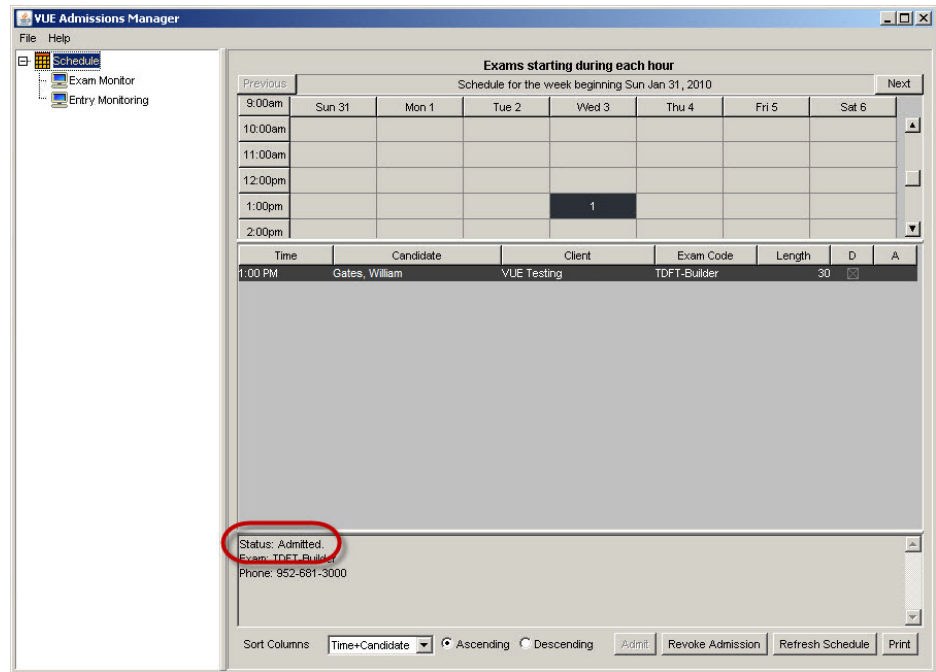 VUE Admissions Manager
File Help
Schedule
Exam Monitor
Entry Monitoring
Exams starting during each hour
Previous Schedule for the week beginning Sun Jan 31, 2010 Next
9:00am Sun 31 Mon 1 Tue 2 Wed 3 Thu 4 Fri 5 Sat 6
10:00am
11:00am
12:00pm
1:00pm 1
2:00pm
Time Candidate Client Exam Code Length D A
1:00 PM Gates, William VUE Testing TDFT-Builder 30
Status: Admitted.
Exam: TDFT-Builder
Phone: 952-681-3000
Sort Columns Time+Candidate Ascending Descending Admit Revoke Admission Refresh Schedule Print